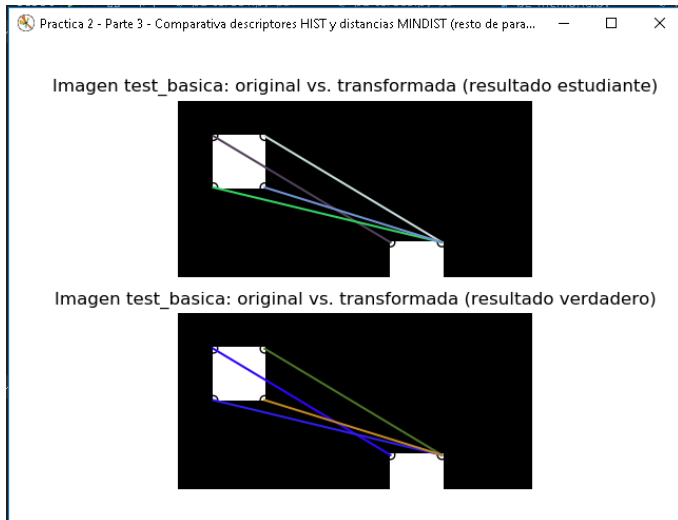 Practica 2 - Parte 3 - Comparativa descriptores HIST y distancias MINDIST (resto de para...
Imagen test_basica: original vs. transformada (resultado estudiante)
Imagen test_basica: original vs. transformada (resultado verdadero)